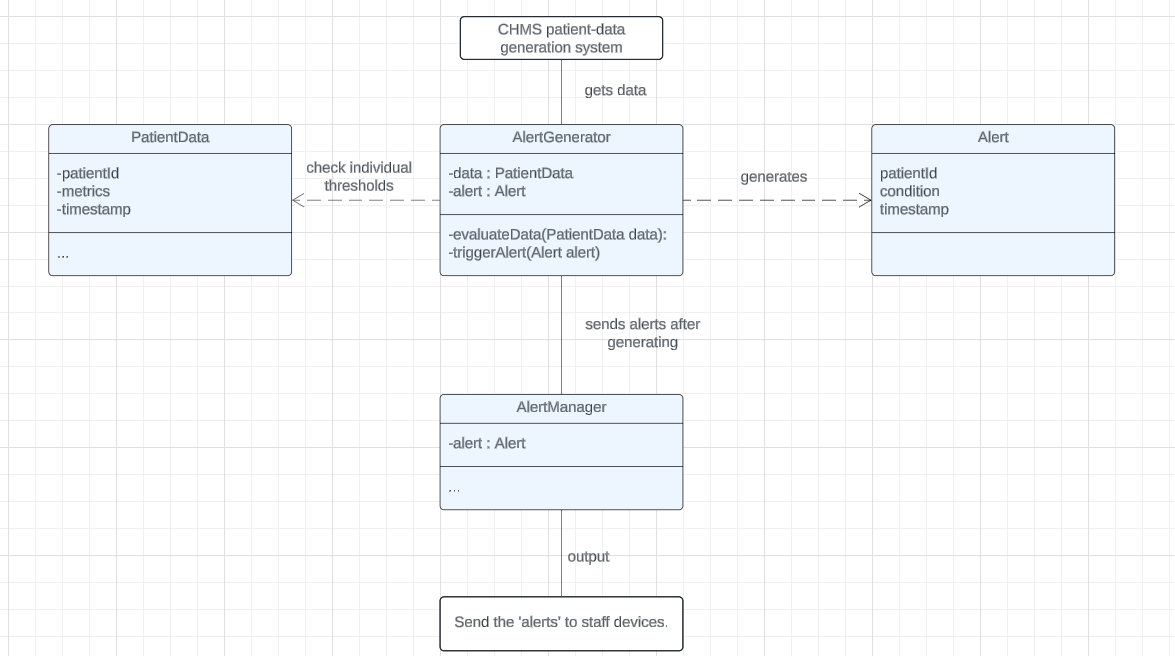 CHMS patient-data
generation system
gets data
PatientData
-patientId
-metrics
-timestamp
...
check individual
thresholds
AlertGenerator
-data : PatientData
-alert : Alert
-evaluateData(PatientData data):
-triggerAlert(Alert alert)
generates
Alert
patientId
condition
timestamp
sends alerts after
generating
AlertManager
-alert : Alert
...
output
Send the 'alerts' to staff devices.